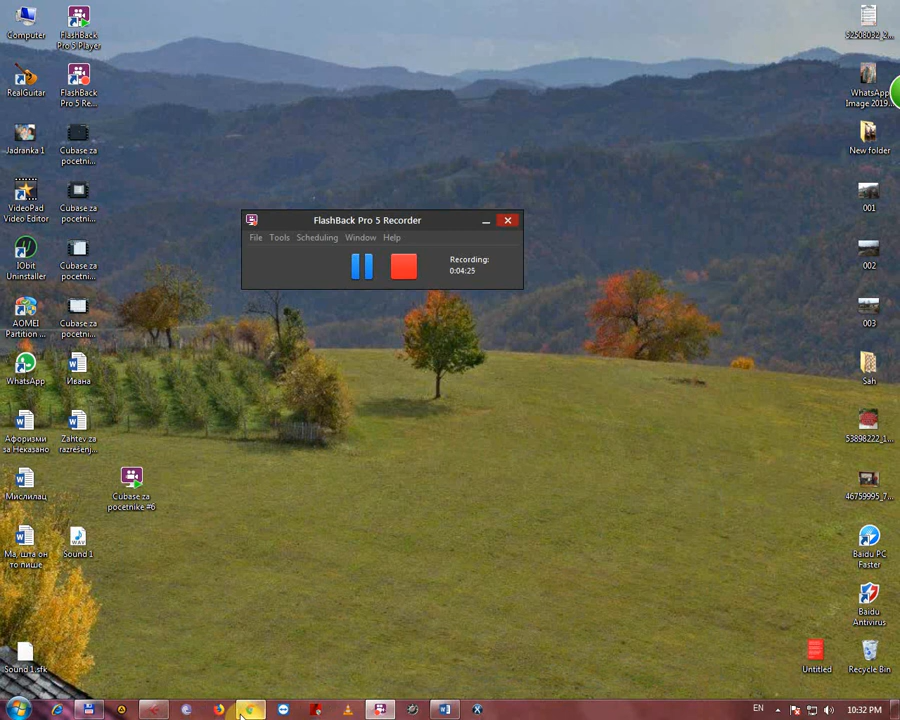 Computer
FlashBack
Pro 5 Player
RealGuitar
FlashBack
Pro 5 Re...
Jadranka 1
Cubase za
pocetni...
VideoPad
Video Editor
Cubase za
pocetni...
IObit
Uninstaller
Cubase za
pocetni...
AOMEI
Partition ...
Cubase za
pocetni...
WhatsApp
Ивана
Афоризми
за Неказано
Zahtev za
razrešenj...
Мислилац
Cubase za
pocetnike #6
Ма, шта он
то пише
Sound 1
Sound 1.sfk
FlashBack Pro 5 Recorder
File Tools Scheduling Window Help
Recording:
0:04:25
WhatsApp
Image 2019...
New folder
001
002
003
Sah
53898222_1...
46759995_7...
Baidu PC
Faster
Baidu
Antivirus
Untitled
Recycle Bin
EN
10:32 PM